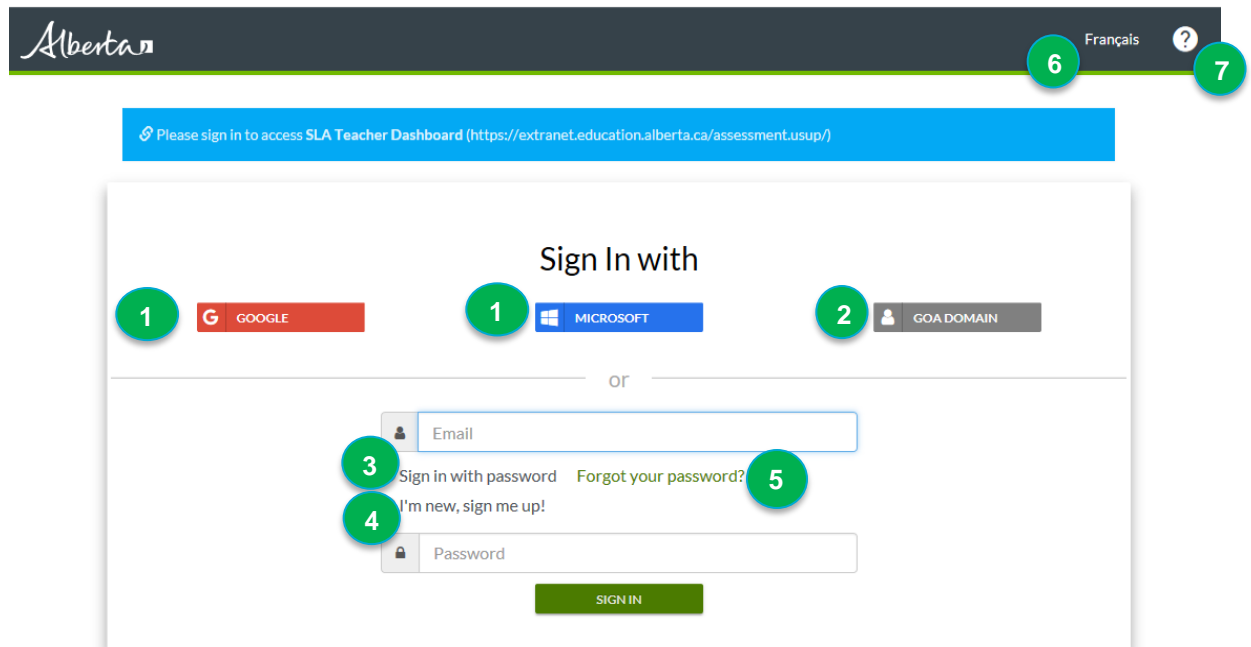 Alberta
Français
?
6
7
Please sign in to access SLA Teacher Dashboard (https://extranet.education.alberta.ca/assessment.usup/)
Sign In with
1 G GOOGLE
1 MICROSOFT
2 GOA DOMAIN
or
Email
3 Sign in with password Forgot your password? 5
4 I'm new, sign me up!
Password
SIGN IN